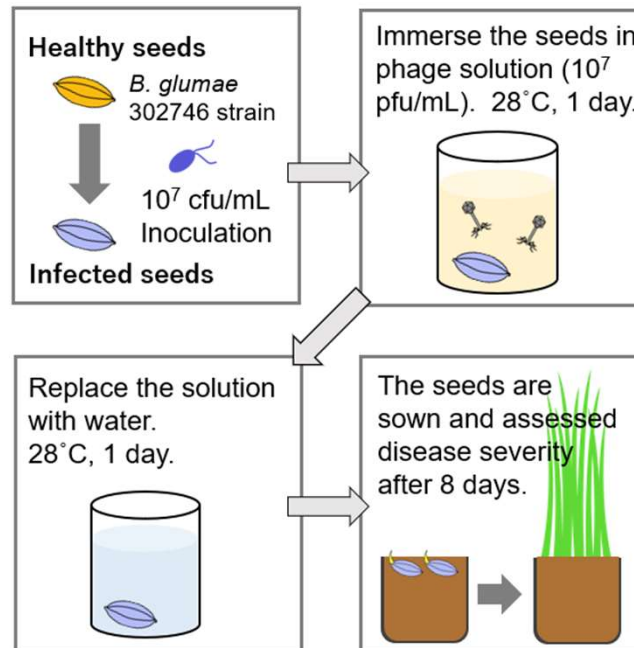 Healthy seeds
B. glumae
302746 strain
10⁷ cfu/mL
Inoculation
Infected seeds
Immerse the seeds in
phage solution (10⁷
pfu/mL). 28˚C, 1 day.
Replace the solution
with water.
28˚C, 1 day.
The seeds are
sown and assessed
disease severity
after 8 days.